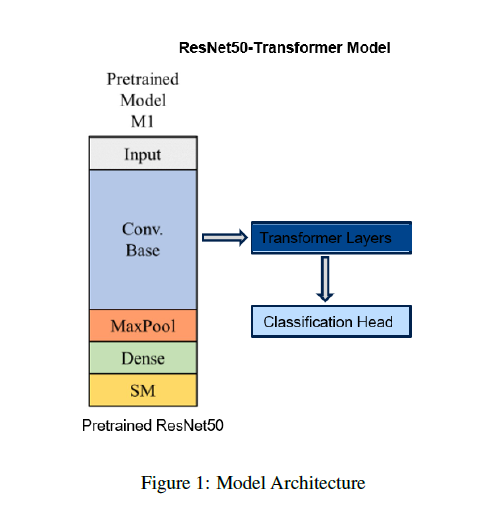 ResNet50-Transformer Model
Pretrained
Model
M1
Input
Conv.
Base
MaxPool
Dense
SM
Pretrained ResNet50
Transformer Layers
Classification Head
Figure 1: Model Architecture